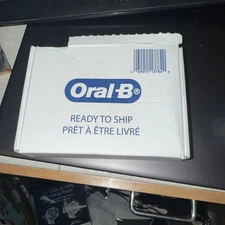 Oral-B®
READY TO SHIP
PRÊT À ÊTRE LIVRÉ